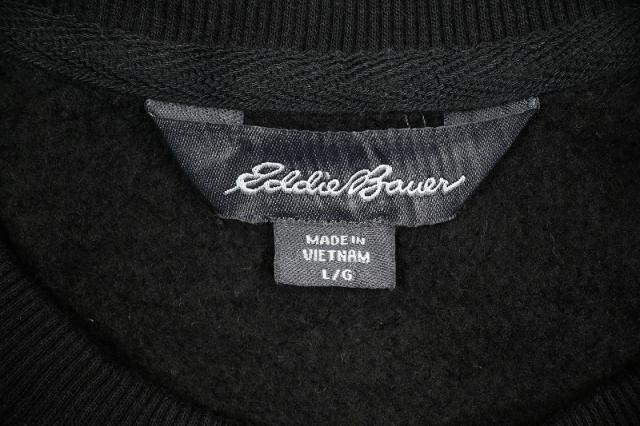 Eddie Bauer
MADE IN
VIETNAM
L/G